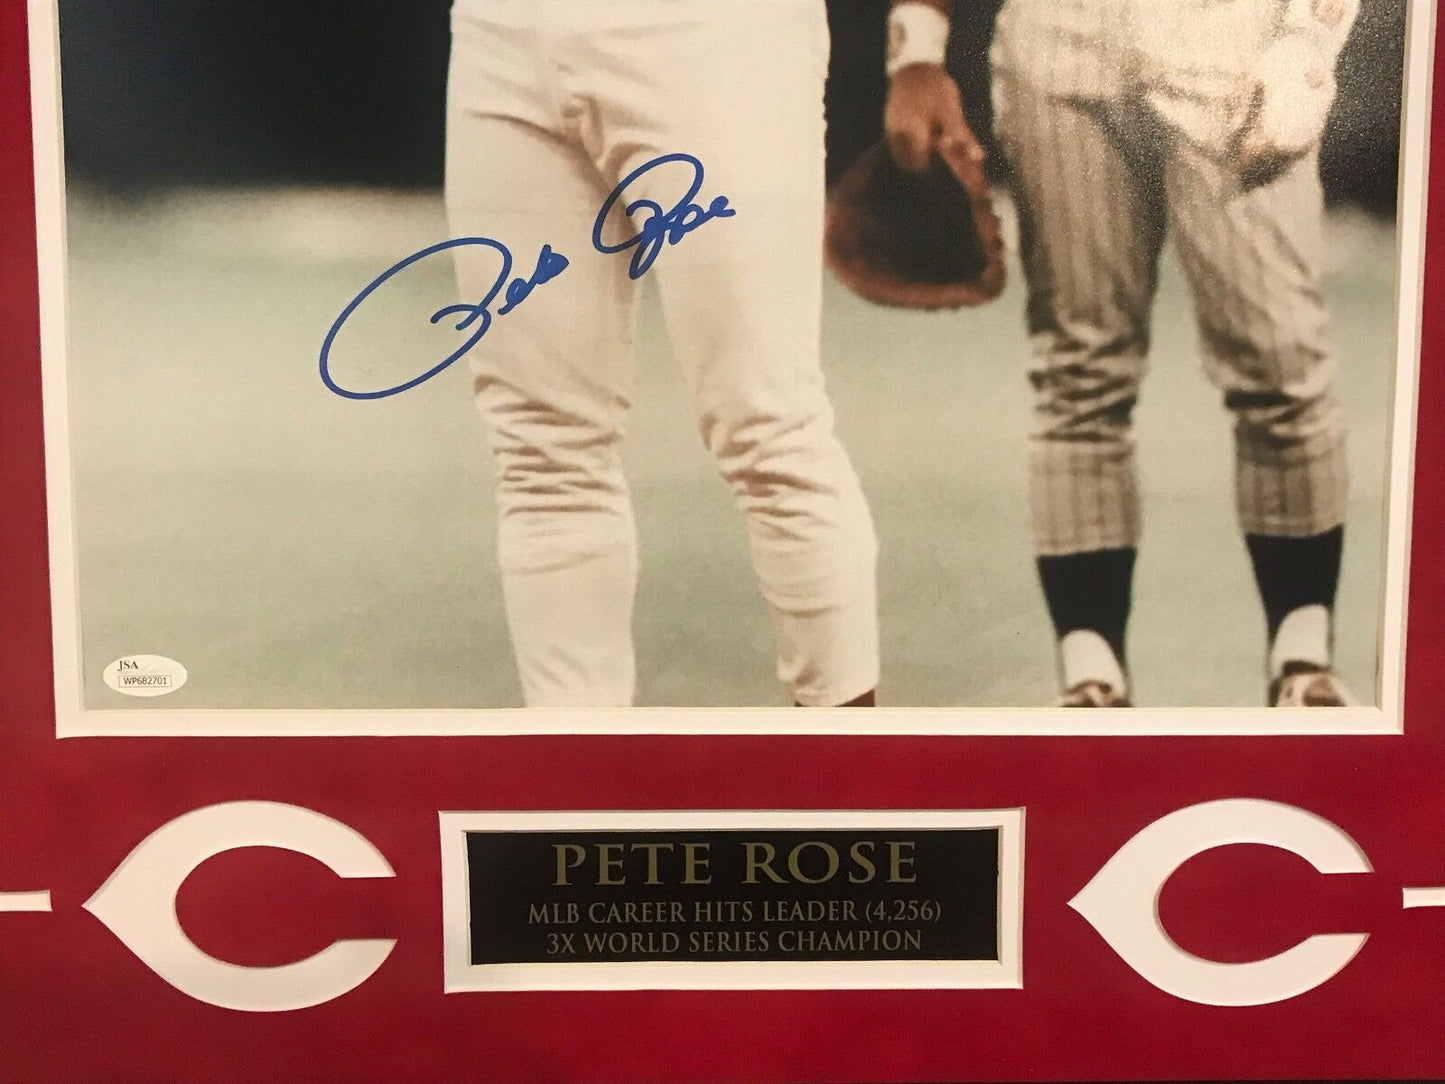 Pete Rose
JSA
WP682701
PETE ROSE
MLB CAREER HITS LEADER (4,256)
3X WORLD SERIES CHAMPION